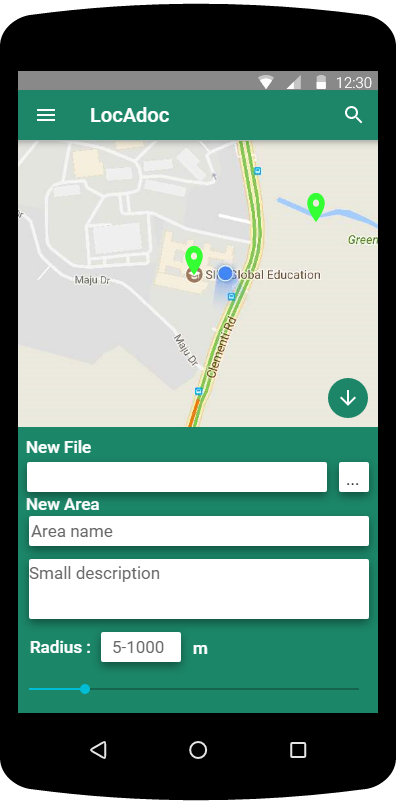 12:30
LocAdoc
Green
Global Education
Maju Dr
Maju Dr
Clementi Rd
New File
...
New Area
Area name
Small description
Radius : 5-1000 m